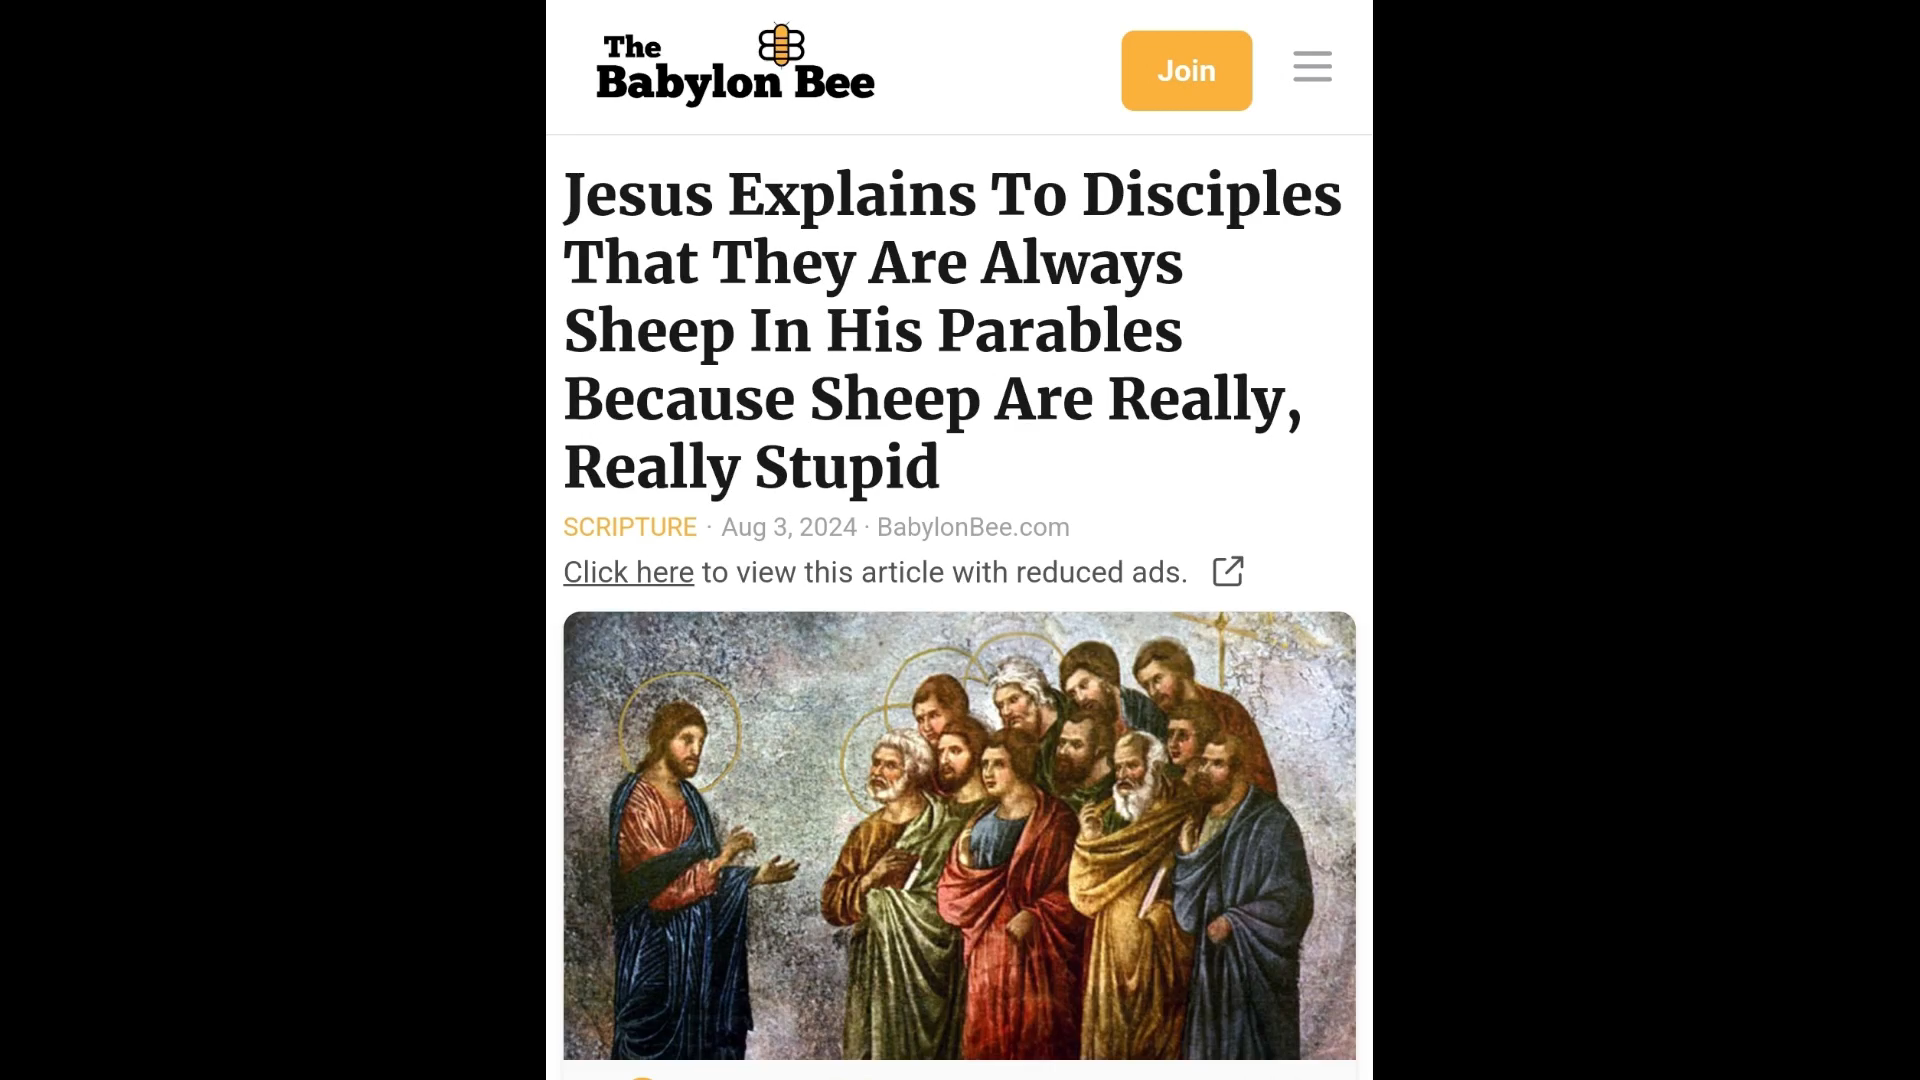 The
Babylon Bee
Join
Jesus Explains To Disciples
That They Are Always
Sheep In His Parables
Because Sheep Are Really,
Really Stupid
SCRIPTURE · Aug 3, 2024 · BabylonBee.com
Click here to view this article with reduced ads.